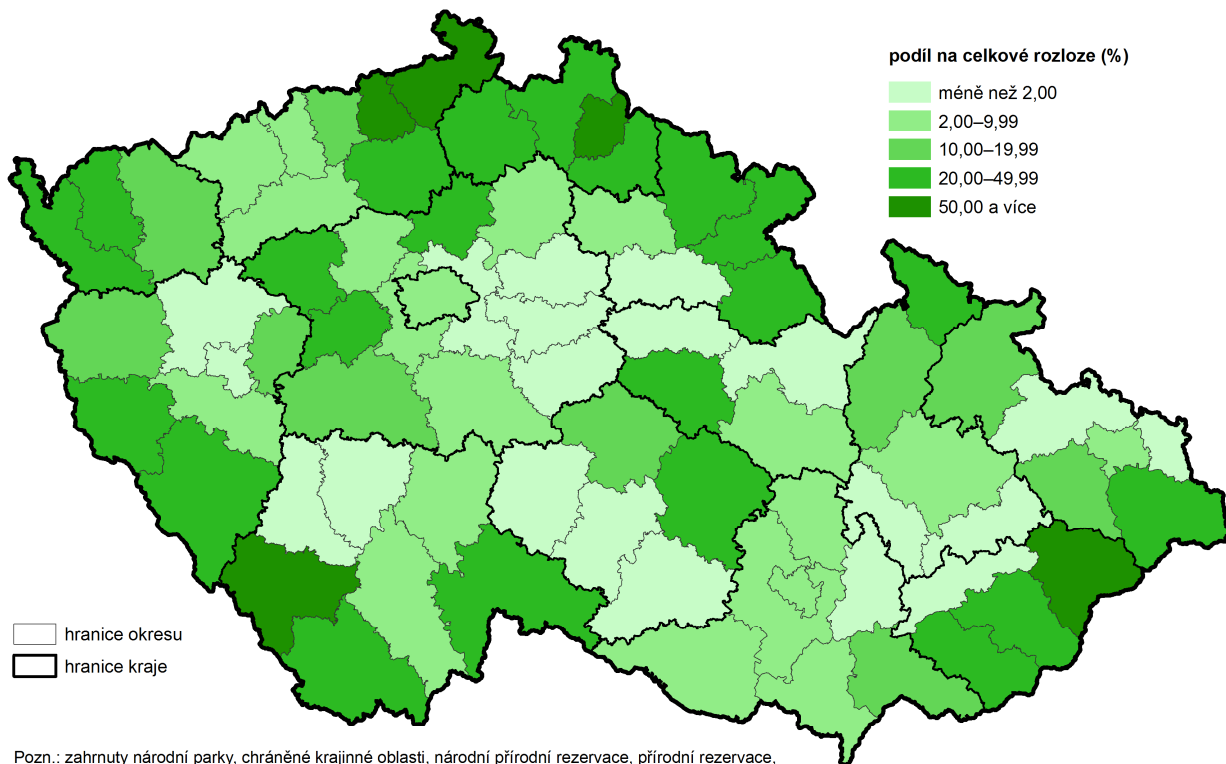 podíl na celkové rozloze (%)
méně než 2,00
2,00–9,99
10,00–19,99
20,00–49,99
50,00 a více
hranice okresu
hranice kraje
Pozn.: zahrnuty národní parky, chráněné krajinné oblasti, národní přírodní rezervace, přírodní rezervace,